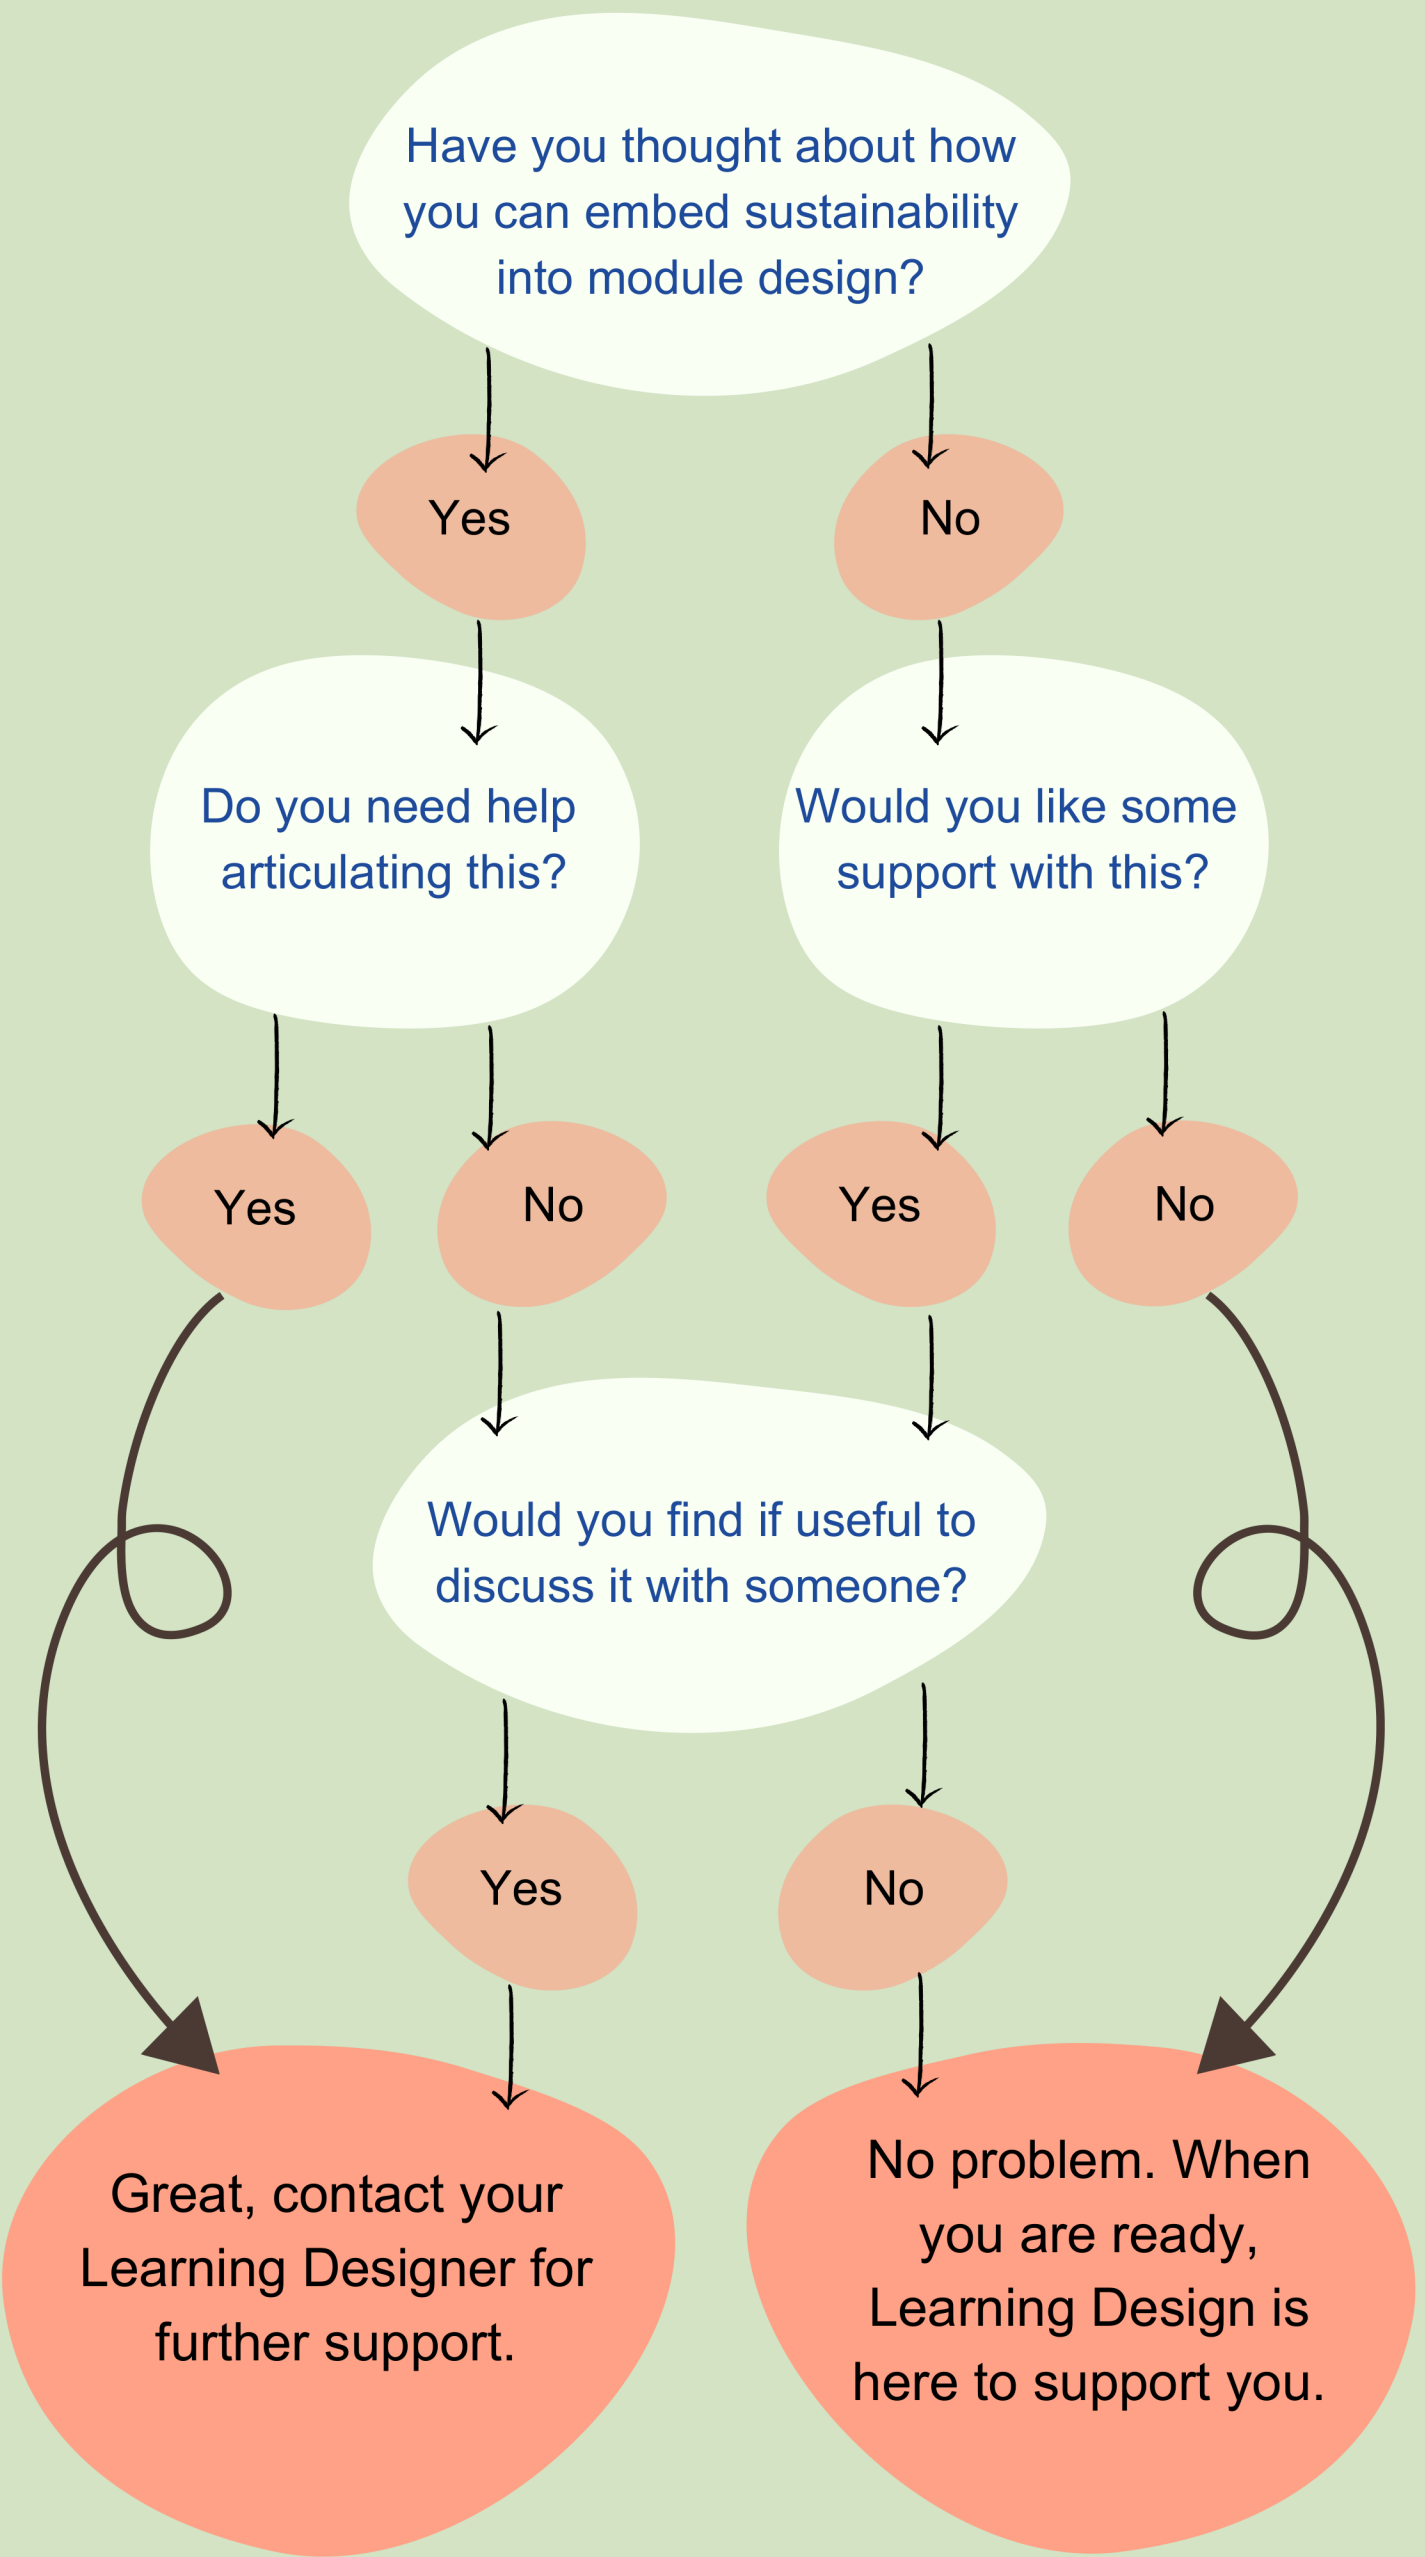 Have you thought about how
you can embed sustainability
into module design?
Yes
No
Do you need help
articulating this?
Would you like some
support with this?
Yes
No
Yes
No
Would you find if useful to
discuss it with someone?
Yes
No
Great, contact your
Learning Designer for
further support.
No problem. When
you are ready,
Learning Design is
here to support you.